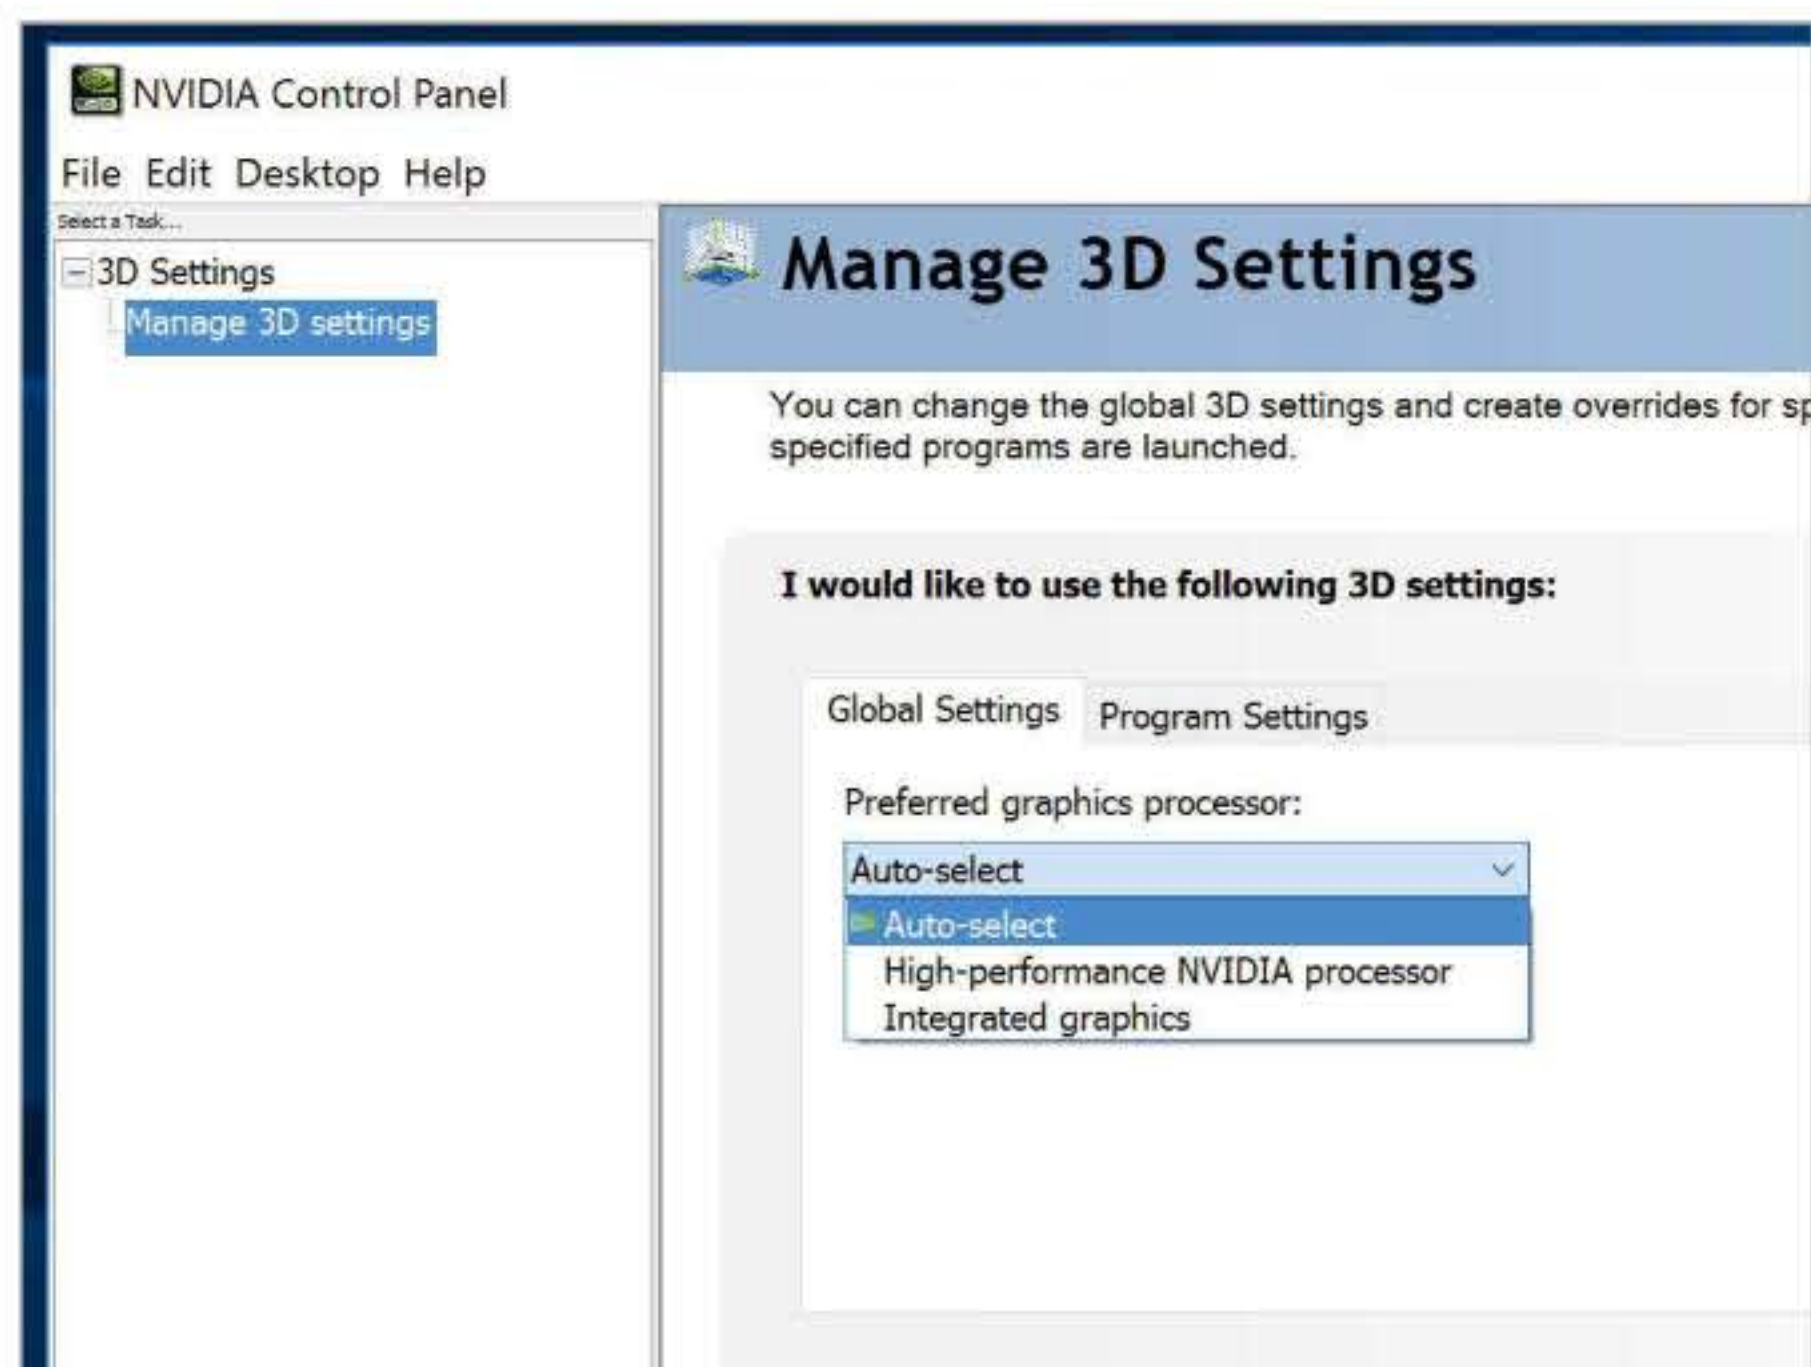 NVIDIA Control Panel
File Edit Desktop Help
Select a Task...
3D Settings
Manage 3D settings
Manage 3D Settings
You can change the global 3D settings and create overrides for sp
specified programs are launched.
I would like to use the following 3D settings:
Global Settings Program Settings
Preferred graphics processor:
Auto-select
Auto-select
High-performance NVIDIA processor
Integrated graphics